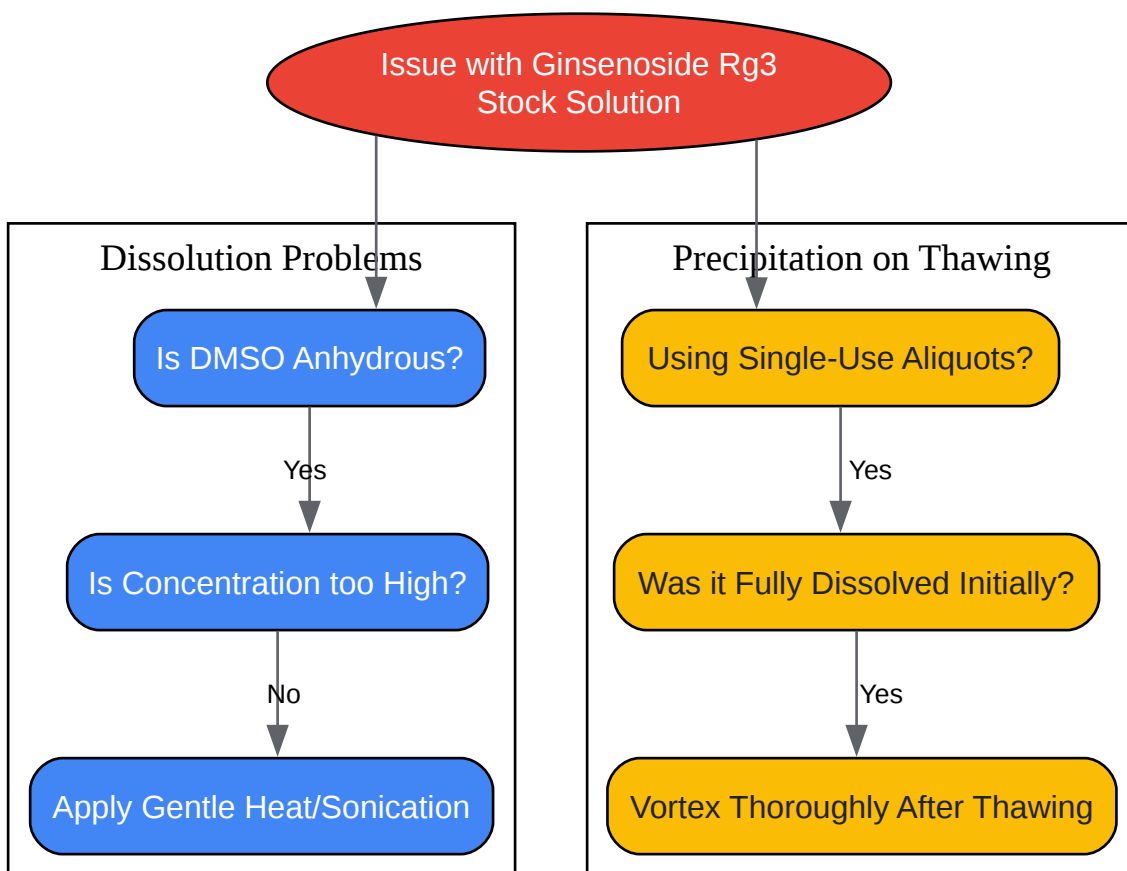 Issue with Ginsenoside Rg3
Stock Solution
Dissolution Problems
Is DMSO Anhydrous?
Yes
Is Concentration too High?
No
Apply Gentle Heat/Sonication
Precipitation on Thawing
Using Single-Use Aliquots?
Yes
Was it Fully Dissolved Initially?
Yes
Vortex Thoroughly After Thawing